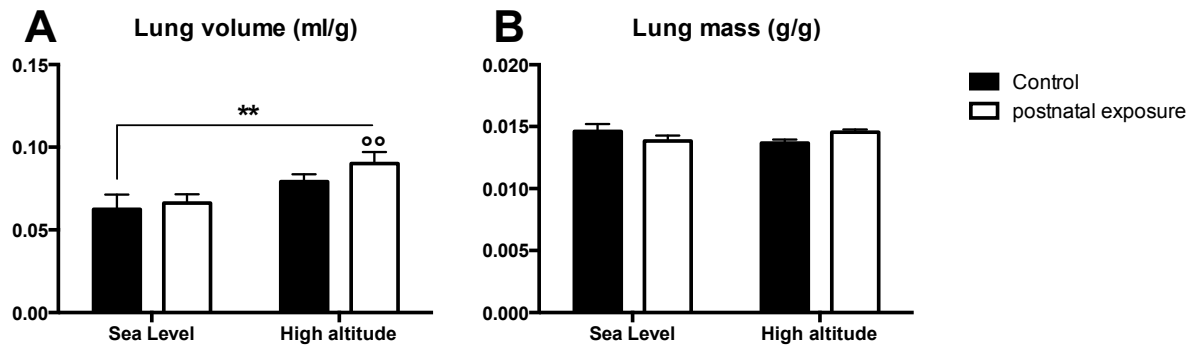 A
Lung volume (ml/g)
0.15
0.10
0.05
0.00
**
°°
Sea Level
High altitude
B
Lung mass (g/g)
0.020
0.015
0.010
0.005
0.000
Sea Level
High altitude
Control
postnatal exposure